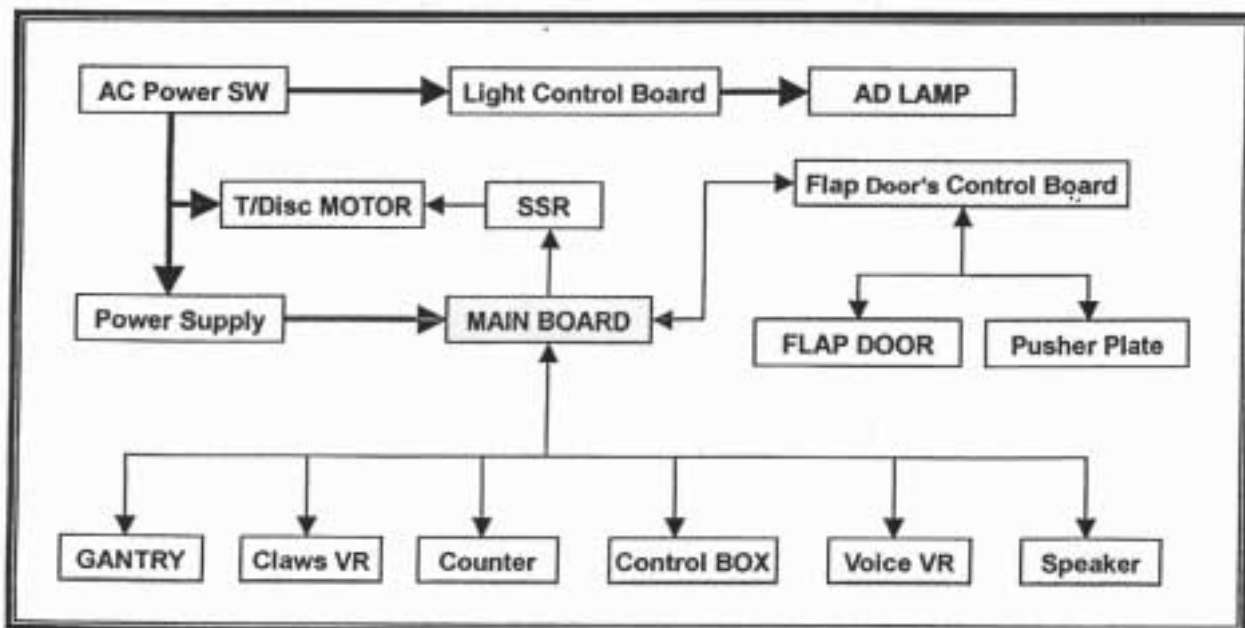 AC Power SW
Light Control Board
AD LAMP
T/Disc MOTOR
SSR
Flap Door's Control Board
Power Supply
MAIN BOARD
FLAP DOOR
Pusher Plate
GANTRY
Claws VR
Counter
Control BOX
Voice VR
Speaker